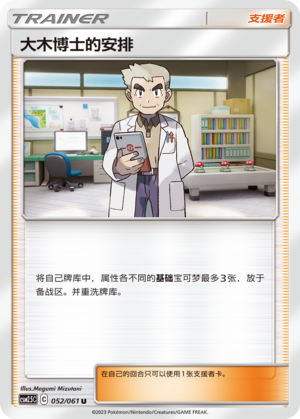 TRAINER 支援者
大木博士的安排
将自己牌库中，属性各不同的基础宝可梦最多3张，放于
备战区。并重洗牌库。
Illus.Megumi Mizutani
在自己的回合只可以使用1张支援者卡。
CSM2.5C C 052/061 U
©2023 Pokémon/Nintendo/Creatures/GAME FREAK.